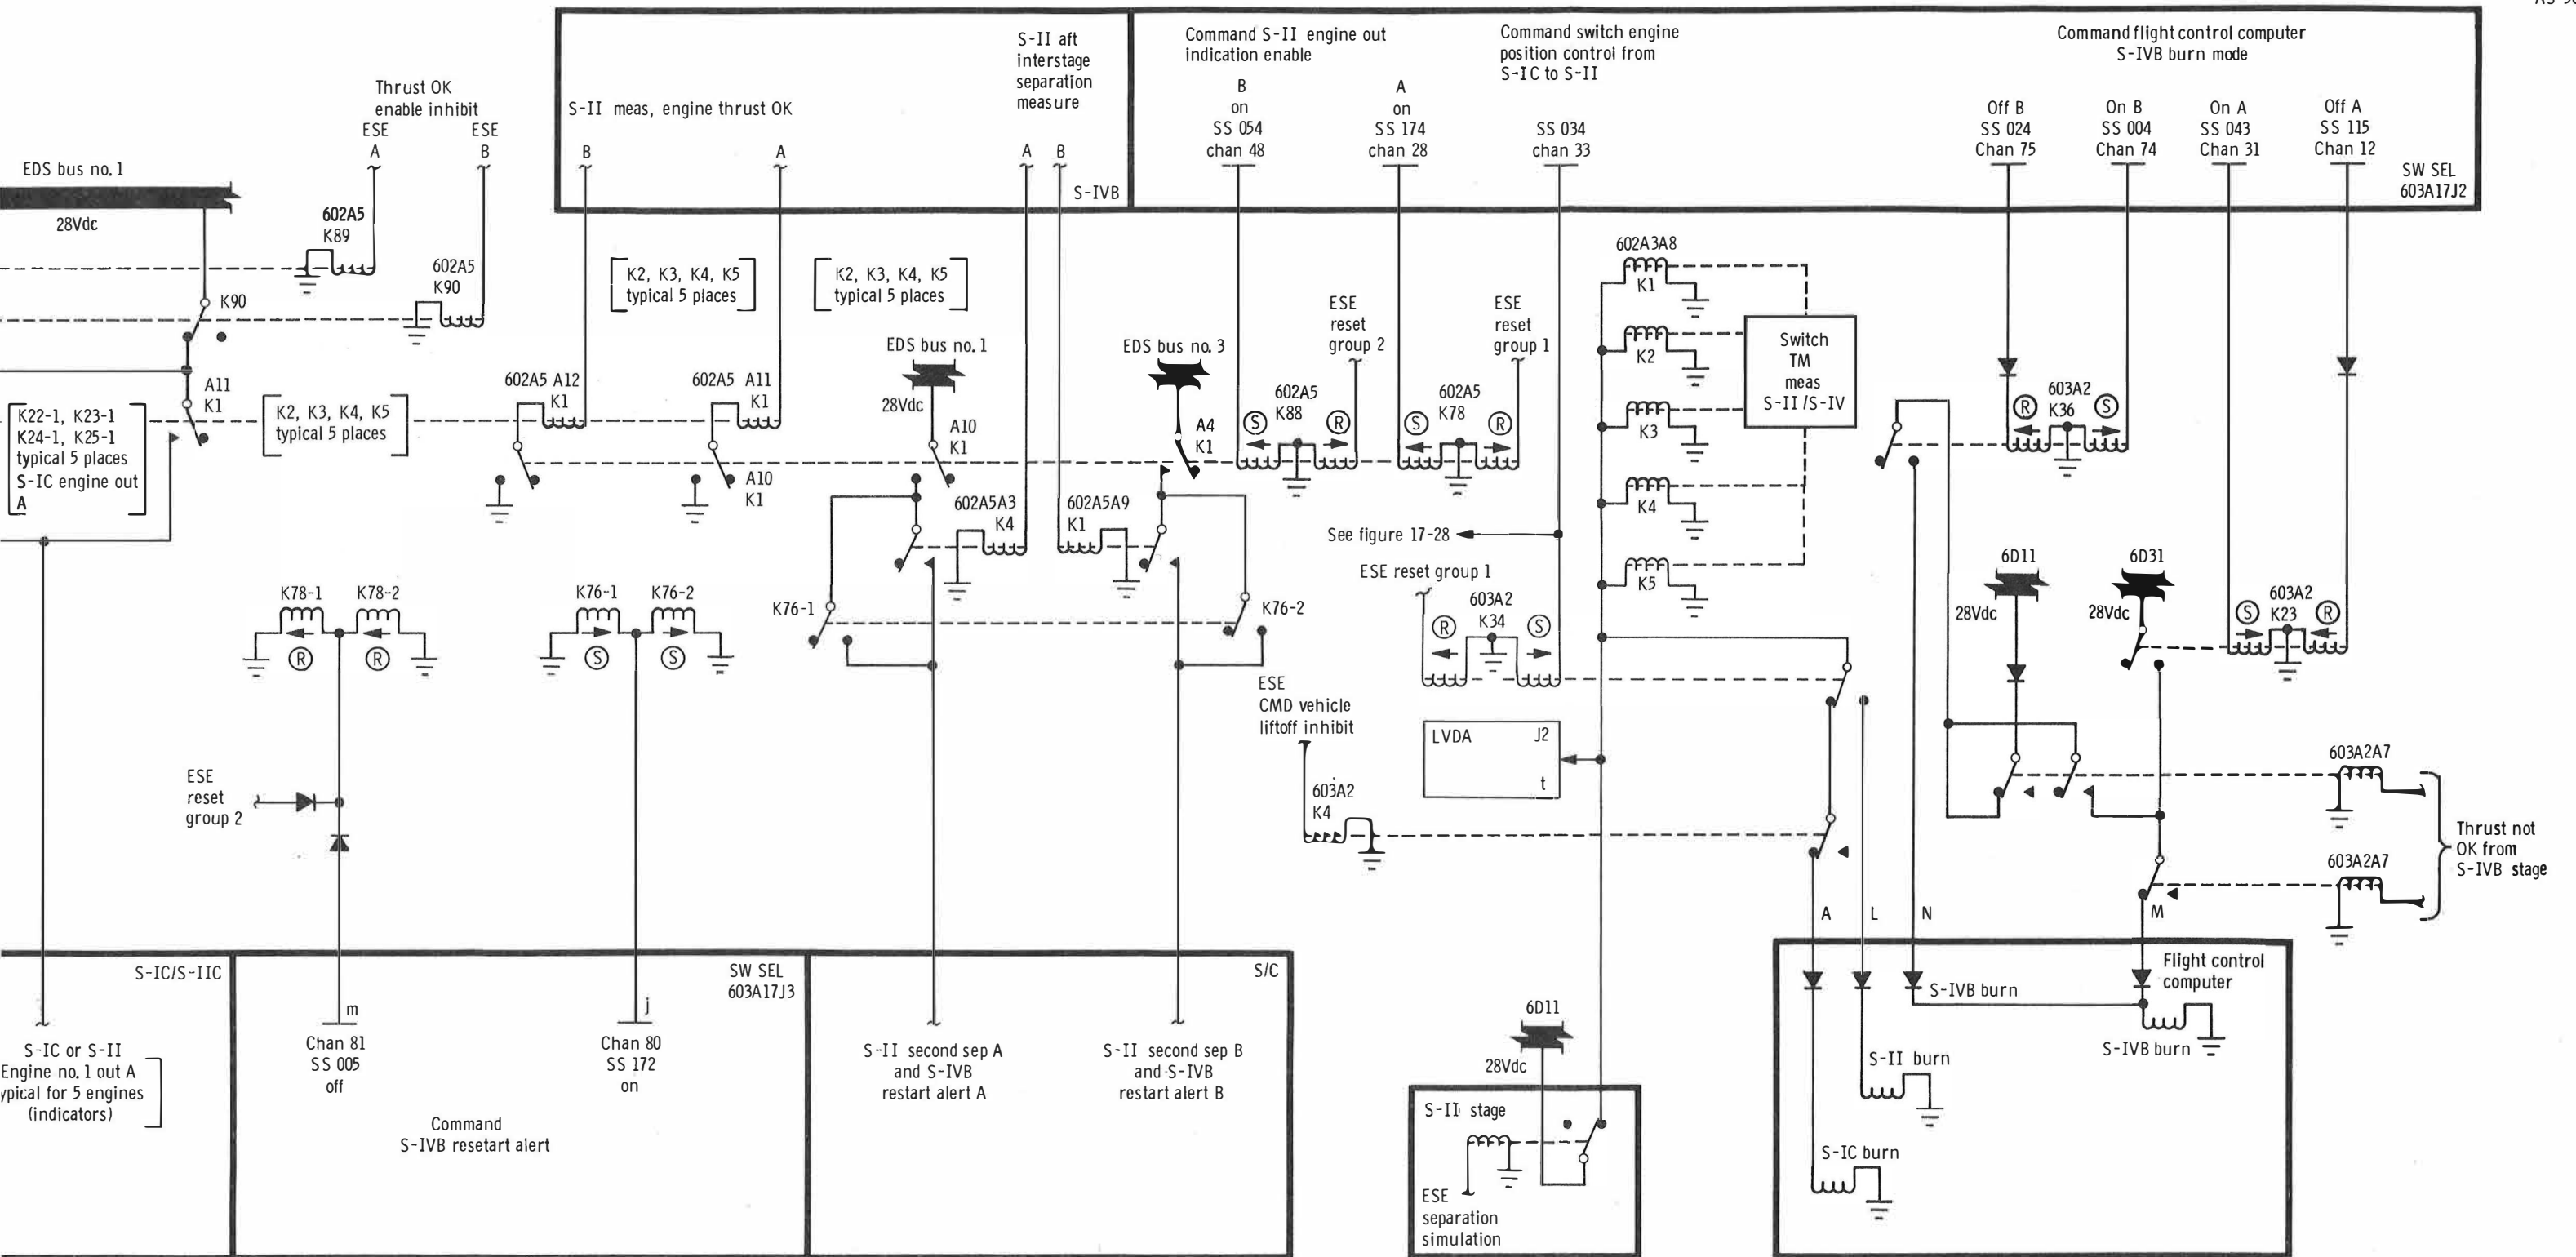 S-II aft
interstage
separation
measure
S-II meas, engine thrust OK
B
A
A
B
S-IVB
Command S-II engine out
indication enable
B
on
SS 054
chan 48
A
on
SS 174
chan 28
Command switch engine
position control from
S-IC to S-II
SS 034
chan 33
Command flight control computer
S-IVB burn mode
Off B
SS 024
Chan 75
On B
SS 004
Chan 74
On A
SS 043
Chan 31
Off A
SS 115
Chan 12
SW SEL
603A17J2
Thrust OK
enable inhibit
ESE
A
ESE
B
EDS bus no. 1
28Vdc
602A5
K89
602A5
K90
K90
A11
K1
K22-1, K23-1
K24-1, K25-1
typical 5 places
S-IC engine out
A
K2, K3, K4, K5
typical 5 places
K2, K3, K4, K5
typical 5 places
K2, K3, K4, K5
typical 5 places
602A5 A12
K1
602A5 A11
K1
EDS bus no. 1
28Vdc
A10
K1
A10
K1
EDS bus no. 3
A4
K1
602A5A3
K4
602A5A9
K1
K76-1
K76-2
ESE
reset
group 2
602A5
K88
S
R
ESE
reset
group 1
602A5
K78
S
R
See figure 17-28
ESE reset group 1
603A2
K34
R
S
602A3A8
K1
K2
K3
K4
K5
Switch
TM
meas
S-II /S-IV
603A2
K36
R
S
6D11
28Vdc
6D31
28Vdc
603A2
K23
S
R
K78-1
K78-2
R
R
K76-1
K76-2
S
S
ESE
reset
group 2
ESE
CMD vehicle
liftoff inhibit
603A2
K4
LVDA
J2
t
603A2A7
603A2A7
Thrust not
OK from
S-IVB stage
A
L
N
M
S-IC/S-IIC
S-IC or S-II
Engine no. 1 out A
ypical for 5 engines
(indicators)
m
Chan 81
SS 005
off
j
Chan 80
SS 172
on
SW SEL
603A17J3
Command
S-IVB resetart alert
S/C
S-II second sep A
and S-IVB
restart alert A
S-II second sep B
and S-IVB
restart alert B
6D11
28Vdc
S-II stage
ESE
separation
simulation
Flight control
computer
S-IVB burn
S-IVB burn
S-II burn
S-IC burn